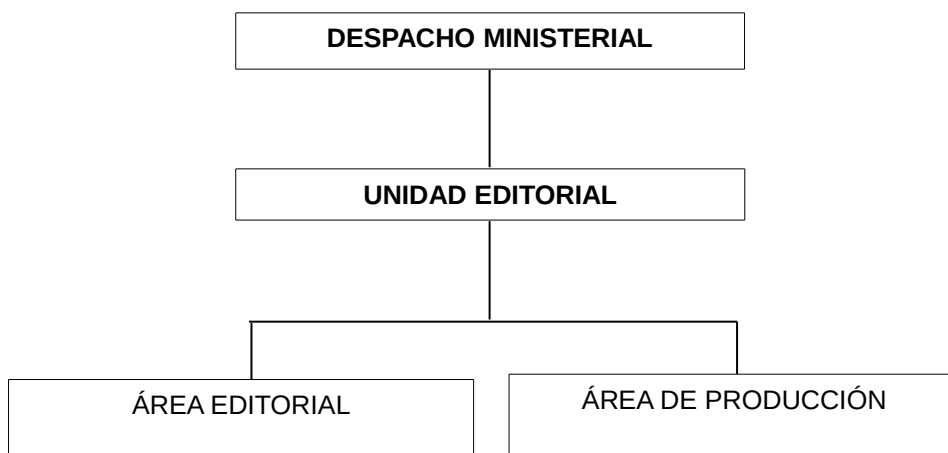 DESPACHO MINISTERIAL
UNIDAD EDITORIAL
ÁREA EDITORIAL
ÁREA DE PRODUCCIÓN